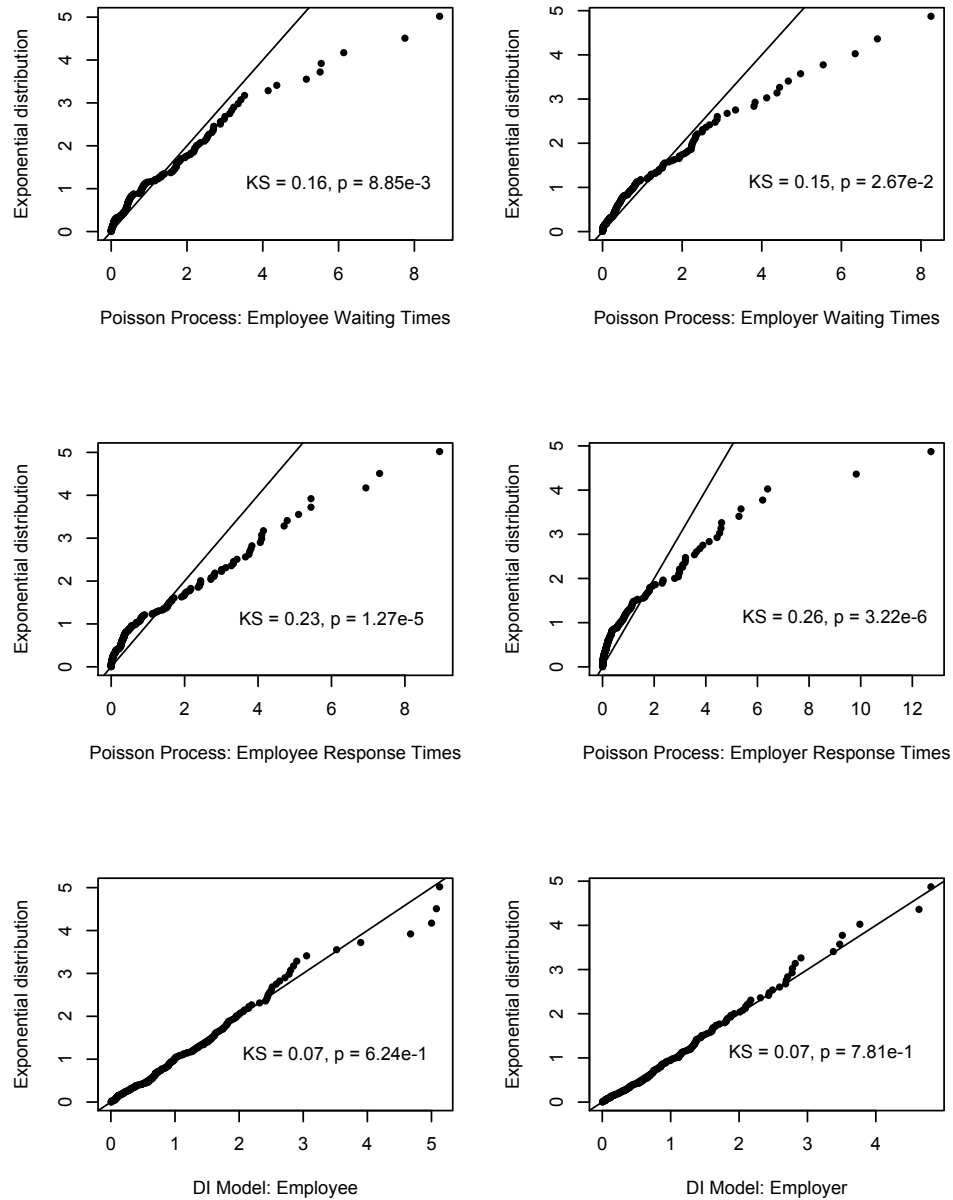 Exponential distribution
5
4
3
2
1
0
KS = 0.16, p = 8.85e-3
0 2 4 6 8
Poisson Process: Employee Waiting Times
Exponential distribution
5
4
3
2
1
0
KS = 0.15, p = 2.67e-2
0 2 4 6 8
Poisson Process: Employer Waiting Times
Exponential distribution
5
4
3
2
1
0
KS = 0.23, p = 1.27e-5
0 2 4 6 8
Poisson Process: Employee Response Times
Exponential distribution
5
4
3
2
1
0
KS = 0.26, p = 3.22e-6
0 2 4 6 8 10 12
Poisson Process: Employer Response Times
Exponential distribution
5
4
3
2
1
0
KS = 0.07, p = 6.24e-1
0 1 2 3 4 5
DI Model: Employee
Exponential distribution
5
4
3
2
1
0
KS = 0.07, p = 7.81e-1
0 1 2 3 4
DI Model: Employer